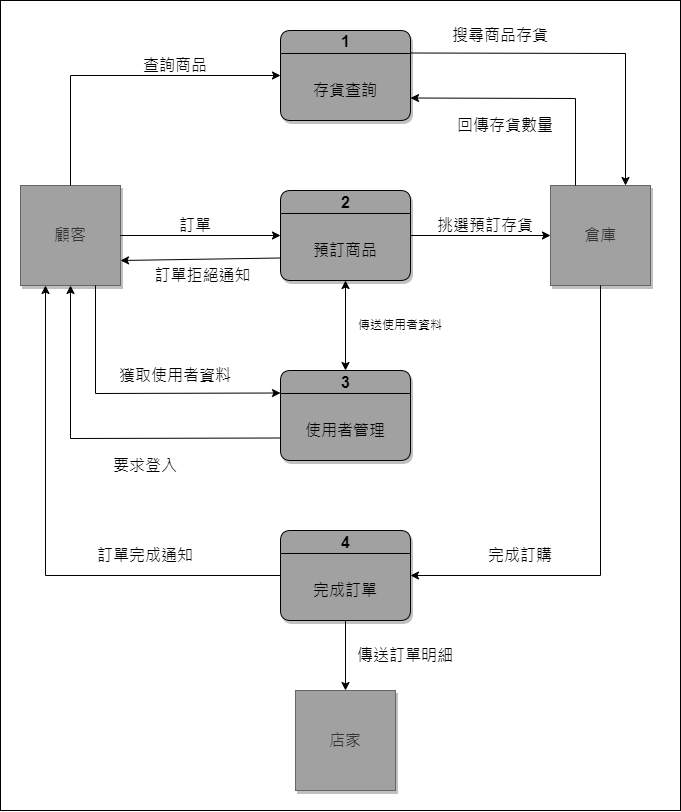 1
搜尋商品存貨
查詢商品
存貨查詢
回傳存貨數量
2
顧客
訂單
預訂商品
挑選預訂存貨
倉庫
訂單拒絕通知
傳送使用者資料
獲取使用者資料
3
使用者管理
要求登入
4
訂單完成通知
完成訂購
完成訂單
傳送訂單明細
店家